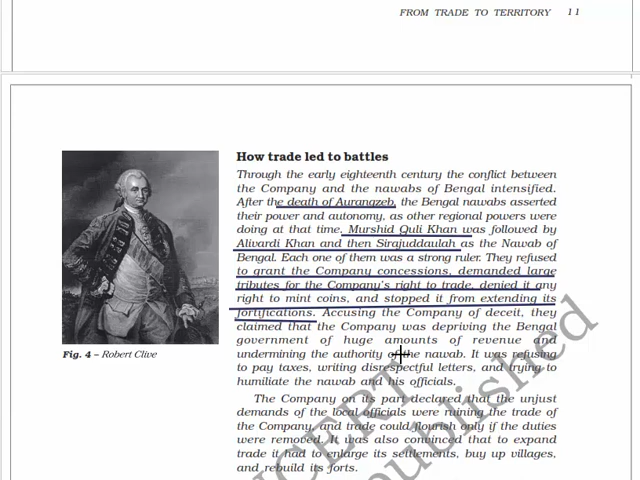 FROM TRADE TO TERRITORY 11
How trade led to battles
Through the early eighteenth century the conflict between
the Company and the nawabs of Bengal intensified.
After the death of Aurangzeb, the Bengal nawabs asserted
their power and autonomy, as other regional powers were
doing at that time. Murshid Quli Khan was followed by
Alivardi Khan and then Sirajuddaulah as the Nawab of
Bengal. Each one of them was a strong ruler. They refused
to grant the Company concessions, demanded large
tributes for the Company's right to trade, denied it any
right to mint coins, and stopped it from extending its
fortifications. Accusing the Company of deceit, they
claimed that the Company was depriving the Bengal
government of huge amounts of revenue and
undermining the authority of the nawab. It was refusing
to pay taxes, writing disrespectful letters, and trying to
humiliate the nawab and his officials.
The Company on its part declared that the unjust
demands of the local officials were ruining the trade of
the Company, and trade could flourish only if the duties
were removed. It was also convinced that to expand
trade it had to enlarge its settlements, buy up villages,
and rebuild its forts.
Fig. 4 – Robert Clive
NCERT
published